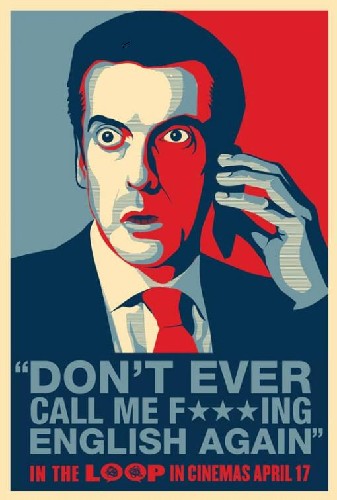 “DON'T EVER
CALL ME F★★★ING
ENGLISH AGAIN”
IN THE LOOP IN CINEMAS APRIL 17